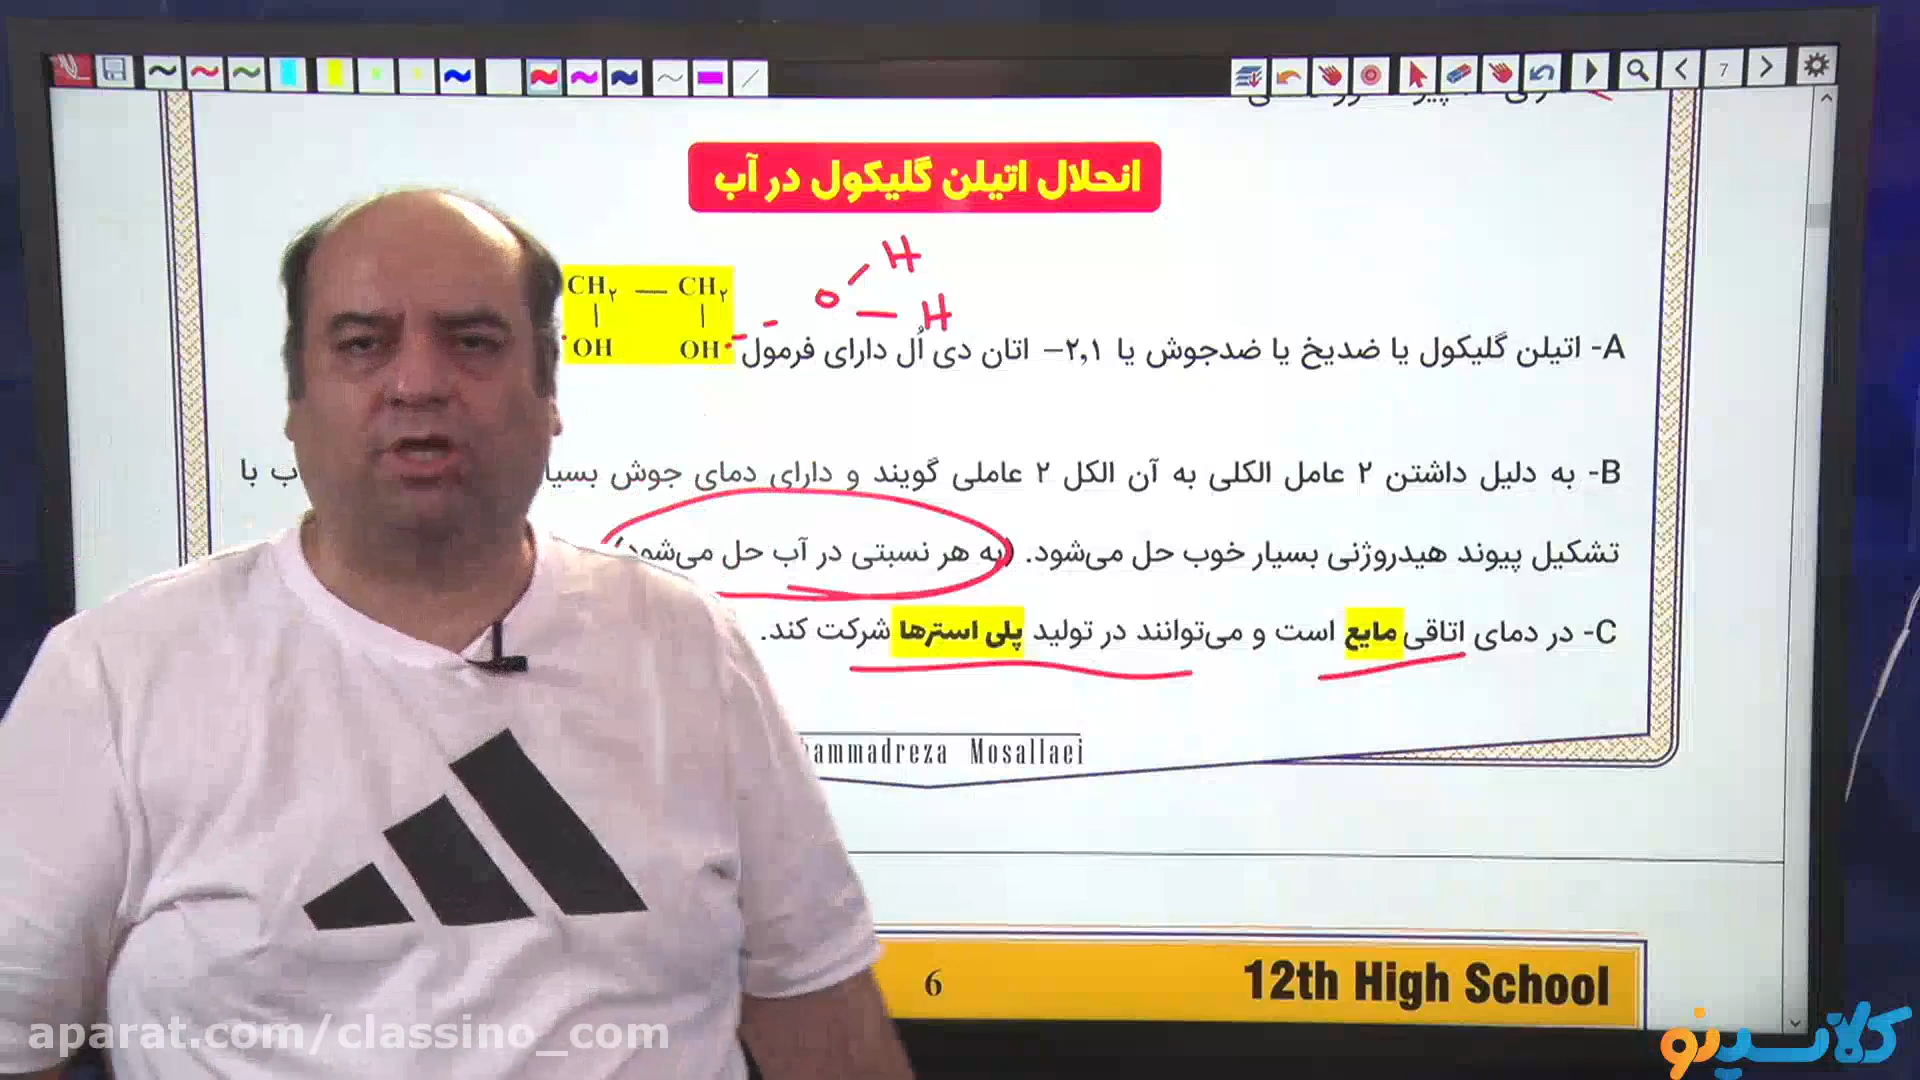 7
انحلال اتیلن گلیکول در آب
H
O — H
CH۲ — CH۲
OH OH
A- اتیلن گلیکول یا ضدیخ یا ضدجوش یا ۲,۱– اتان دی اُل دارای فرمول
B- به دلیل داشتن ۲ عامل الکلی به آن الکل ۲ عاملی گویند و دارای دمای جوش با
تشکیل پیوند هیدروژنی بسیار خوب حل می‌شود. (به هر نسبتی در آب حل می‌شود)
C- در دمای اتاقی مایع است و می‌توانند در تولید پلی استرها شرکت کند.
Mosallaei
6
12th High School
aparat.com/classino_com
کلاسینو